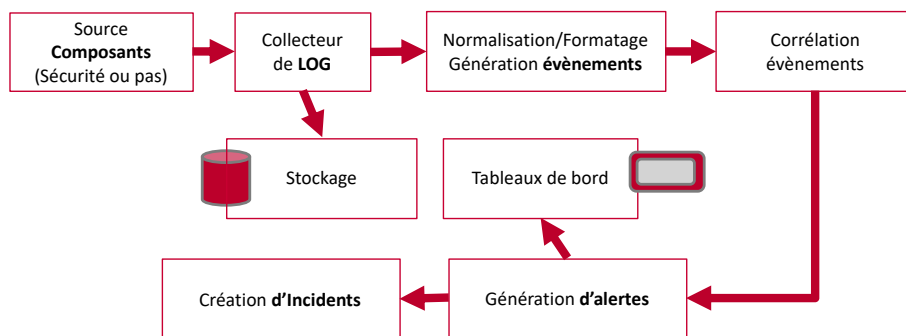 Source
Composants
(Sécurité ou pas)
Collecteur
de LOG
Normalisation/Formatage
Génération évènements
Corrélation
évènements
Stockage
Tableaux de bord
Création d’Incidents
Génération d’alertes